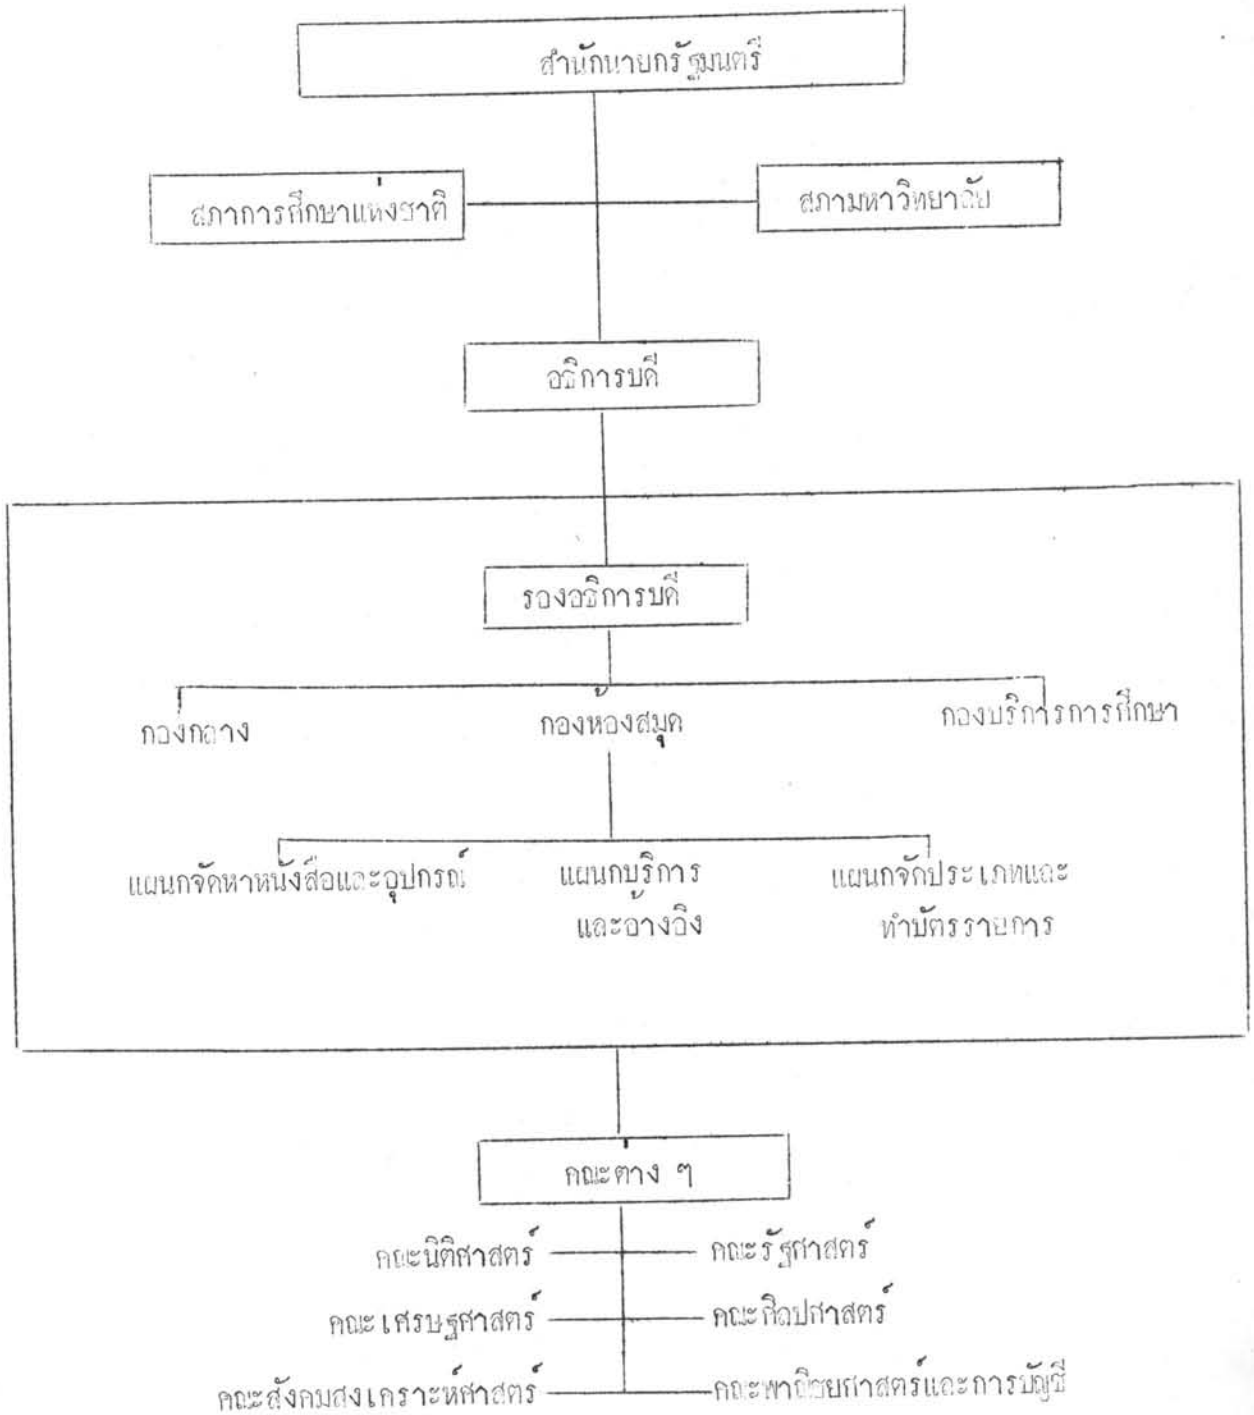 สำนักนายกรัฐมนตรี
สภาการศึกษาแห่งชาติ
สภามหาวิทยาลัย
อธิการบดี
รองอธิการบดี
กองกลาง
กองห้องสมุด
กองบริการการศึกษา
แผนกจัดหาหนังสือและอุปกรณ์
แผนกบริการ
และอ้างอิง
แผนกจัดประเภทและ
ทำบัตรรายการ
คณะต่าง ๆ
คณะนิติศาสตร์
คณะรัฐศาสตร์
คณะเศรษฐศาสตร์
คณะศิลปศาสตร์
คณะสังคมสงเคราะห์ศาสตร์
คณะพาณิชยศาสตร์และการบัญชี